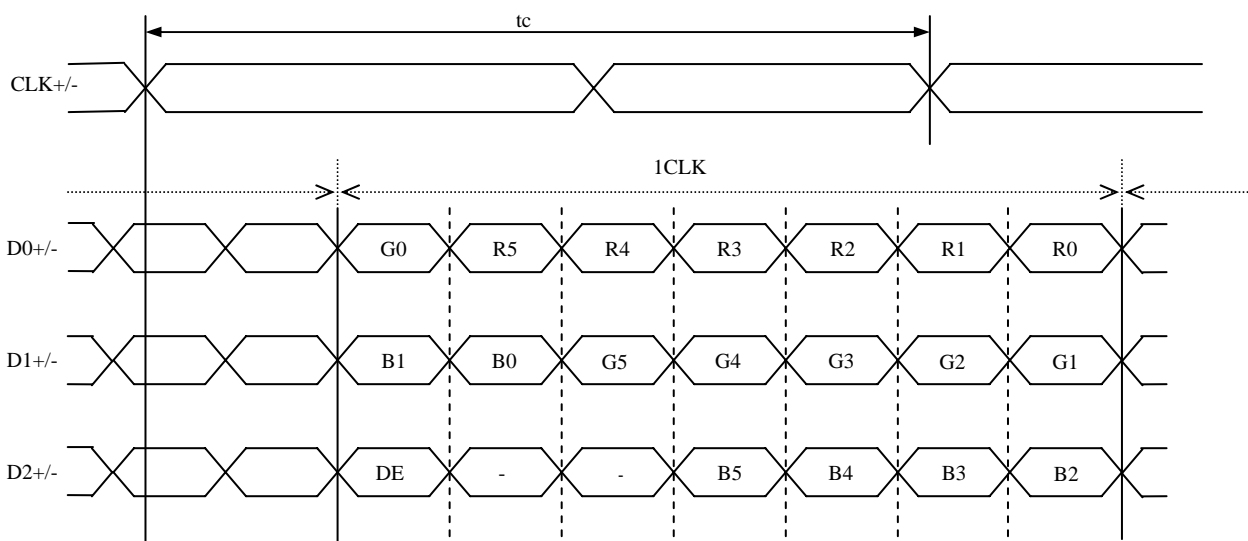 tc
CLK+/-
1CLK
D0+/- G0 R5 R4 R3 R2 R1 R0
D1+/- B1 B0 G5 G4 G3 G2 G1
D2+/- DE - - B5 B4 B3 B2